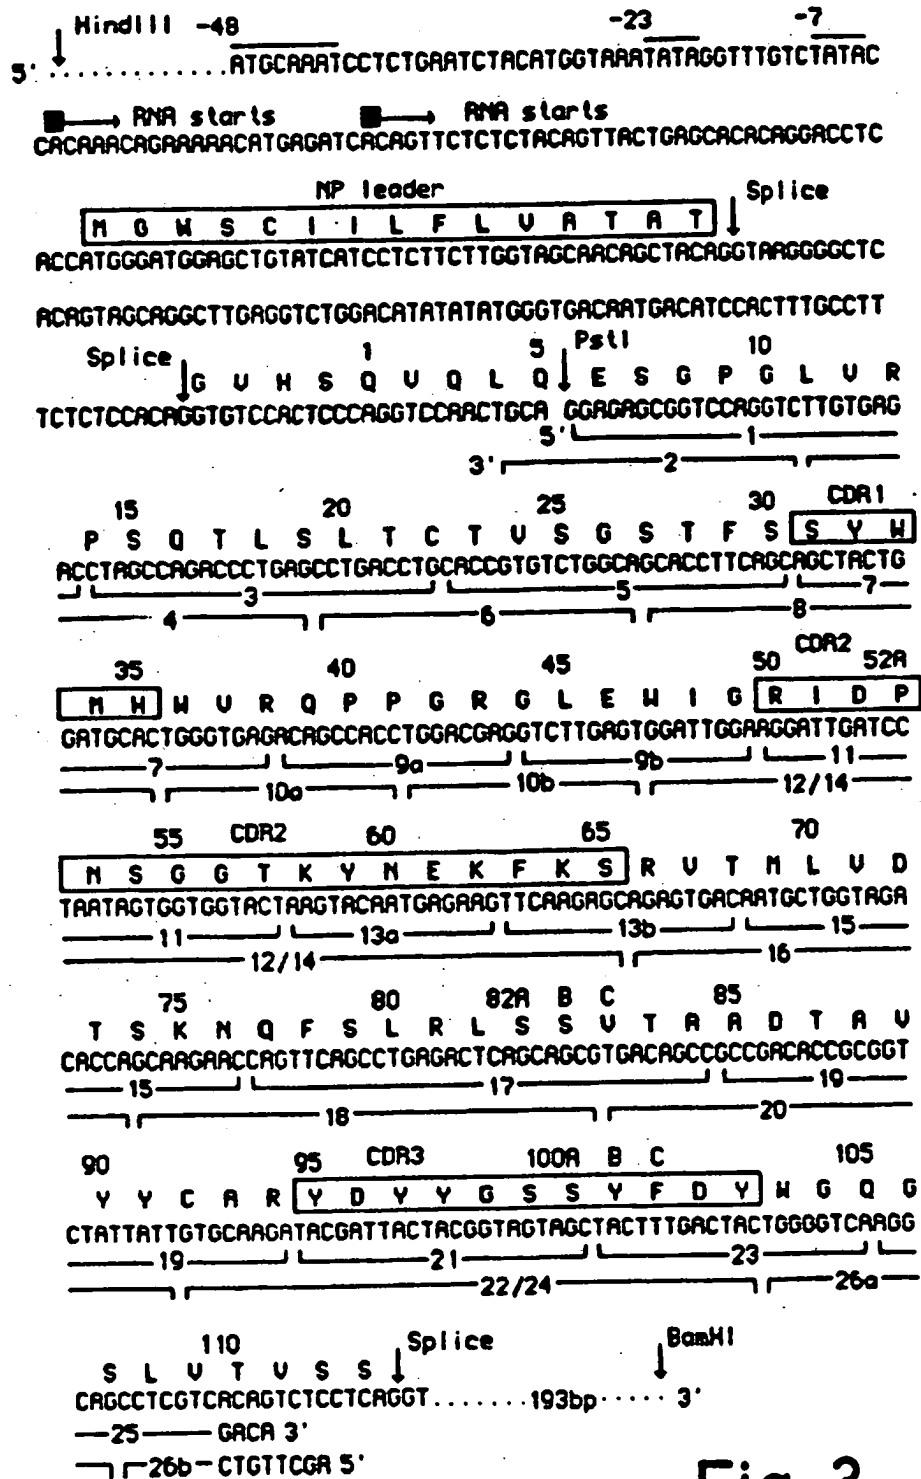 HindIII -48 -23 -7
5' ..............ATGCAAATCCTCTGAATCTACATGGTAAATATAGGTTTGTCTATAC
RNA starts RNA starts
CACAAACAGAAAAACATGAGATCACAGTTCTCTCTACAGTTACTGAGCACACAGGACCTC
NP leader Splice
M G W S C I I L F L V A T A T
ACCATGGGATGGAGCTGTATCATCCTCTTCTTGGTAGCAACAGCTACAGGTAAGGGGCTC
ACAGTAGCAGGCTTGAGGTCTGGACATATATATGGGTGACAATGACATCCACTTTGCCTT
Splice 1 5 PstI 10
G V H S Q V Q L Q E S G P G L V R
TCTCTCCACAGGTGTCCACTCCCAGGTCCAACTGCA GGAGAGCGGTCCAGGTCTTGTGAG
5' 1
3' 2
15 20 25 30 CDR1
P S Q T L S L T C T V S G S T F S S Y W
ACCTAGCCAGACCCTGAGCCTGACCTGCACCGTGTCTGGCAGCACCTTCAGCAGCTACTG
3 5 7
4 6 8
35 40 45 50 CDR2 52A
M H W V R Q P P G R G L E W I G R I D P
GATGCACTGGGTGAGACAGCCACCTGGACGAGGTCTTGAGTGGATTGGAAGGATTGATCC
7 9a 9b 11
10a 10b 12/14
55 CDR2 60 65 70
N S G G T K Y N E K F K S R V T M L V D
TAATAGTGGTGGTACTAAGTACAATGAGAAGTTCAAGAGCAGAGTGACAATGCTGGTAGA
11 13a 13b 15
12/14 16
75 80 82A B C 85
T S K N Q F S L R L S S V T A A D T A V
CACCAGCAAGAACCAGTTCAGCCTGAGACTCAGCAGCGTGACAGCCGCCGACACCGCGGT
15 17 19
18 20
90 95 CDR3 100A B C 105
Y Y C A R Y D Y Y G S S Y F D Y W G Q G
CTATTATTGTGCAAGATACGATTACTACGGTAGTAGCTACTTTGACTACTGGGGTCAAGG
19 21 23
22/24 26a
110 Splice BamHI
S L V T V S S
CAGCCTCGTCACAGTCTCCTCAGGT.......193bp..... 3'
25 GACA 3'
26b CTGTTCGA 5'